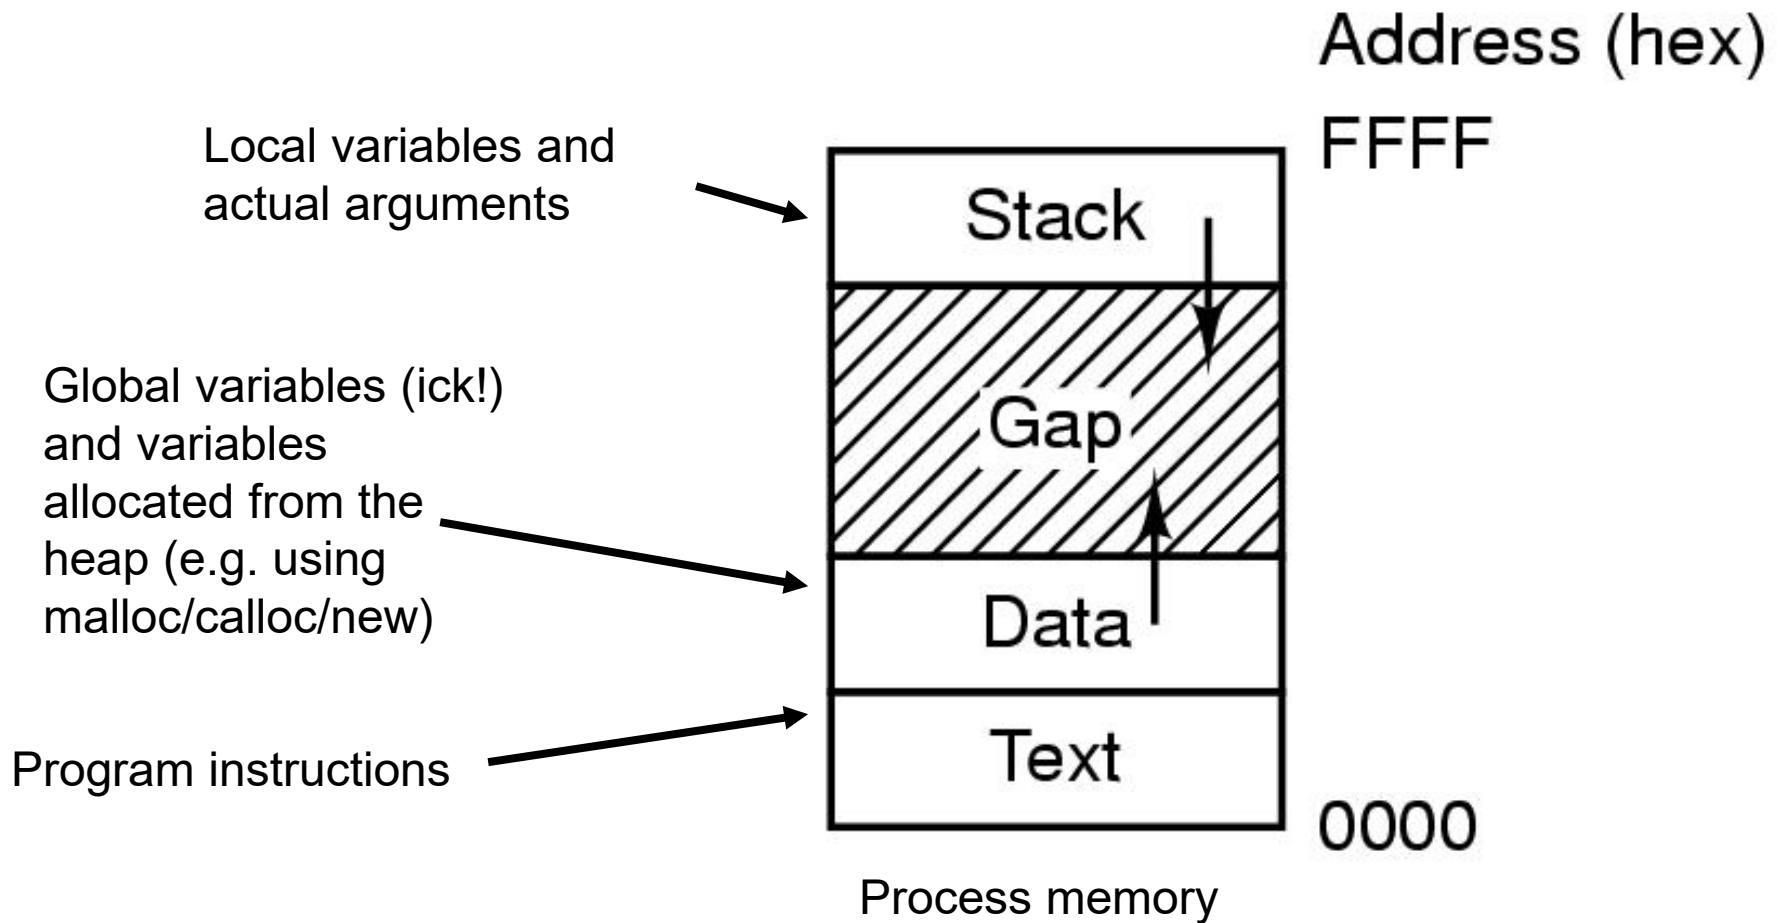 Address (hex)
FFFF
Local variables and
actual arguments
Stack
Global variables (ick!)
and variables
allocated from the
heap (e.g. using
malloc/calloc/new)
Gap
Data
Program instructions
Text
0000
Process memory